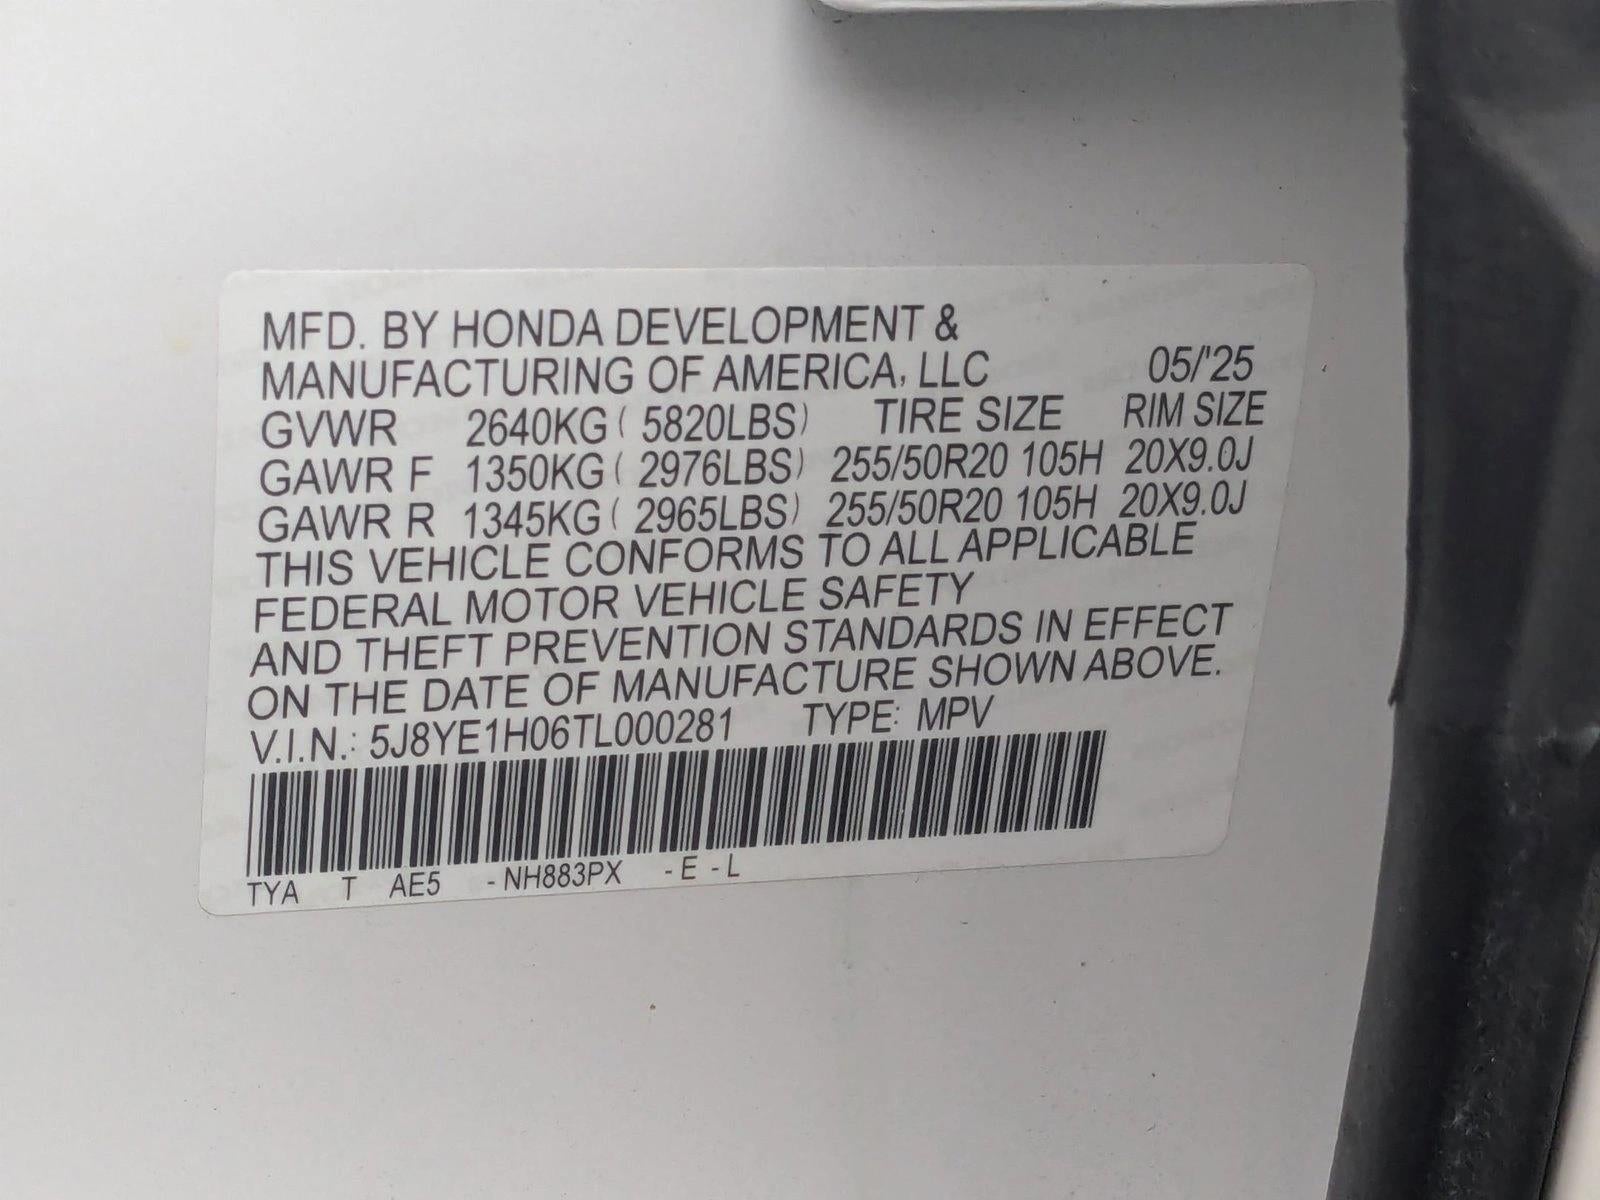 MFD. BY HONDA DEVELOPMENT &
MANUFACTURING OF AMERICA, LLC 05/'25
GVWR 2640KG ( 5820LBS) TIRE SIZE RIM SIZE
GAWR F 1350KG ( 2976LBS) 255/50R20 105H 20X9.0J
GAWR R 1345KG ( 2965LBS) 255/50R20 105H 20X9.0J
THIS VEHICLE CONFORMS TO ALL APPLICABLE
FEDERAL MOTOR VEHICLE SAFETY
AND THEFT PREVENTION STANDARDS IN EFFECT
ON THE DATE OF MANUFACTURE SHOWN ABOVE.
V.I.N.: 5J8YE1H06TL000281 TYPE: MPV
TYA T AE5 - NH883PX - E - L